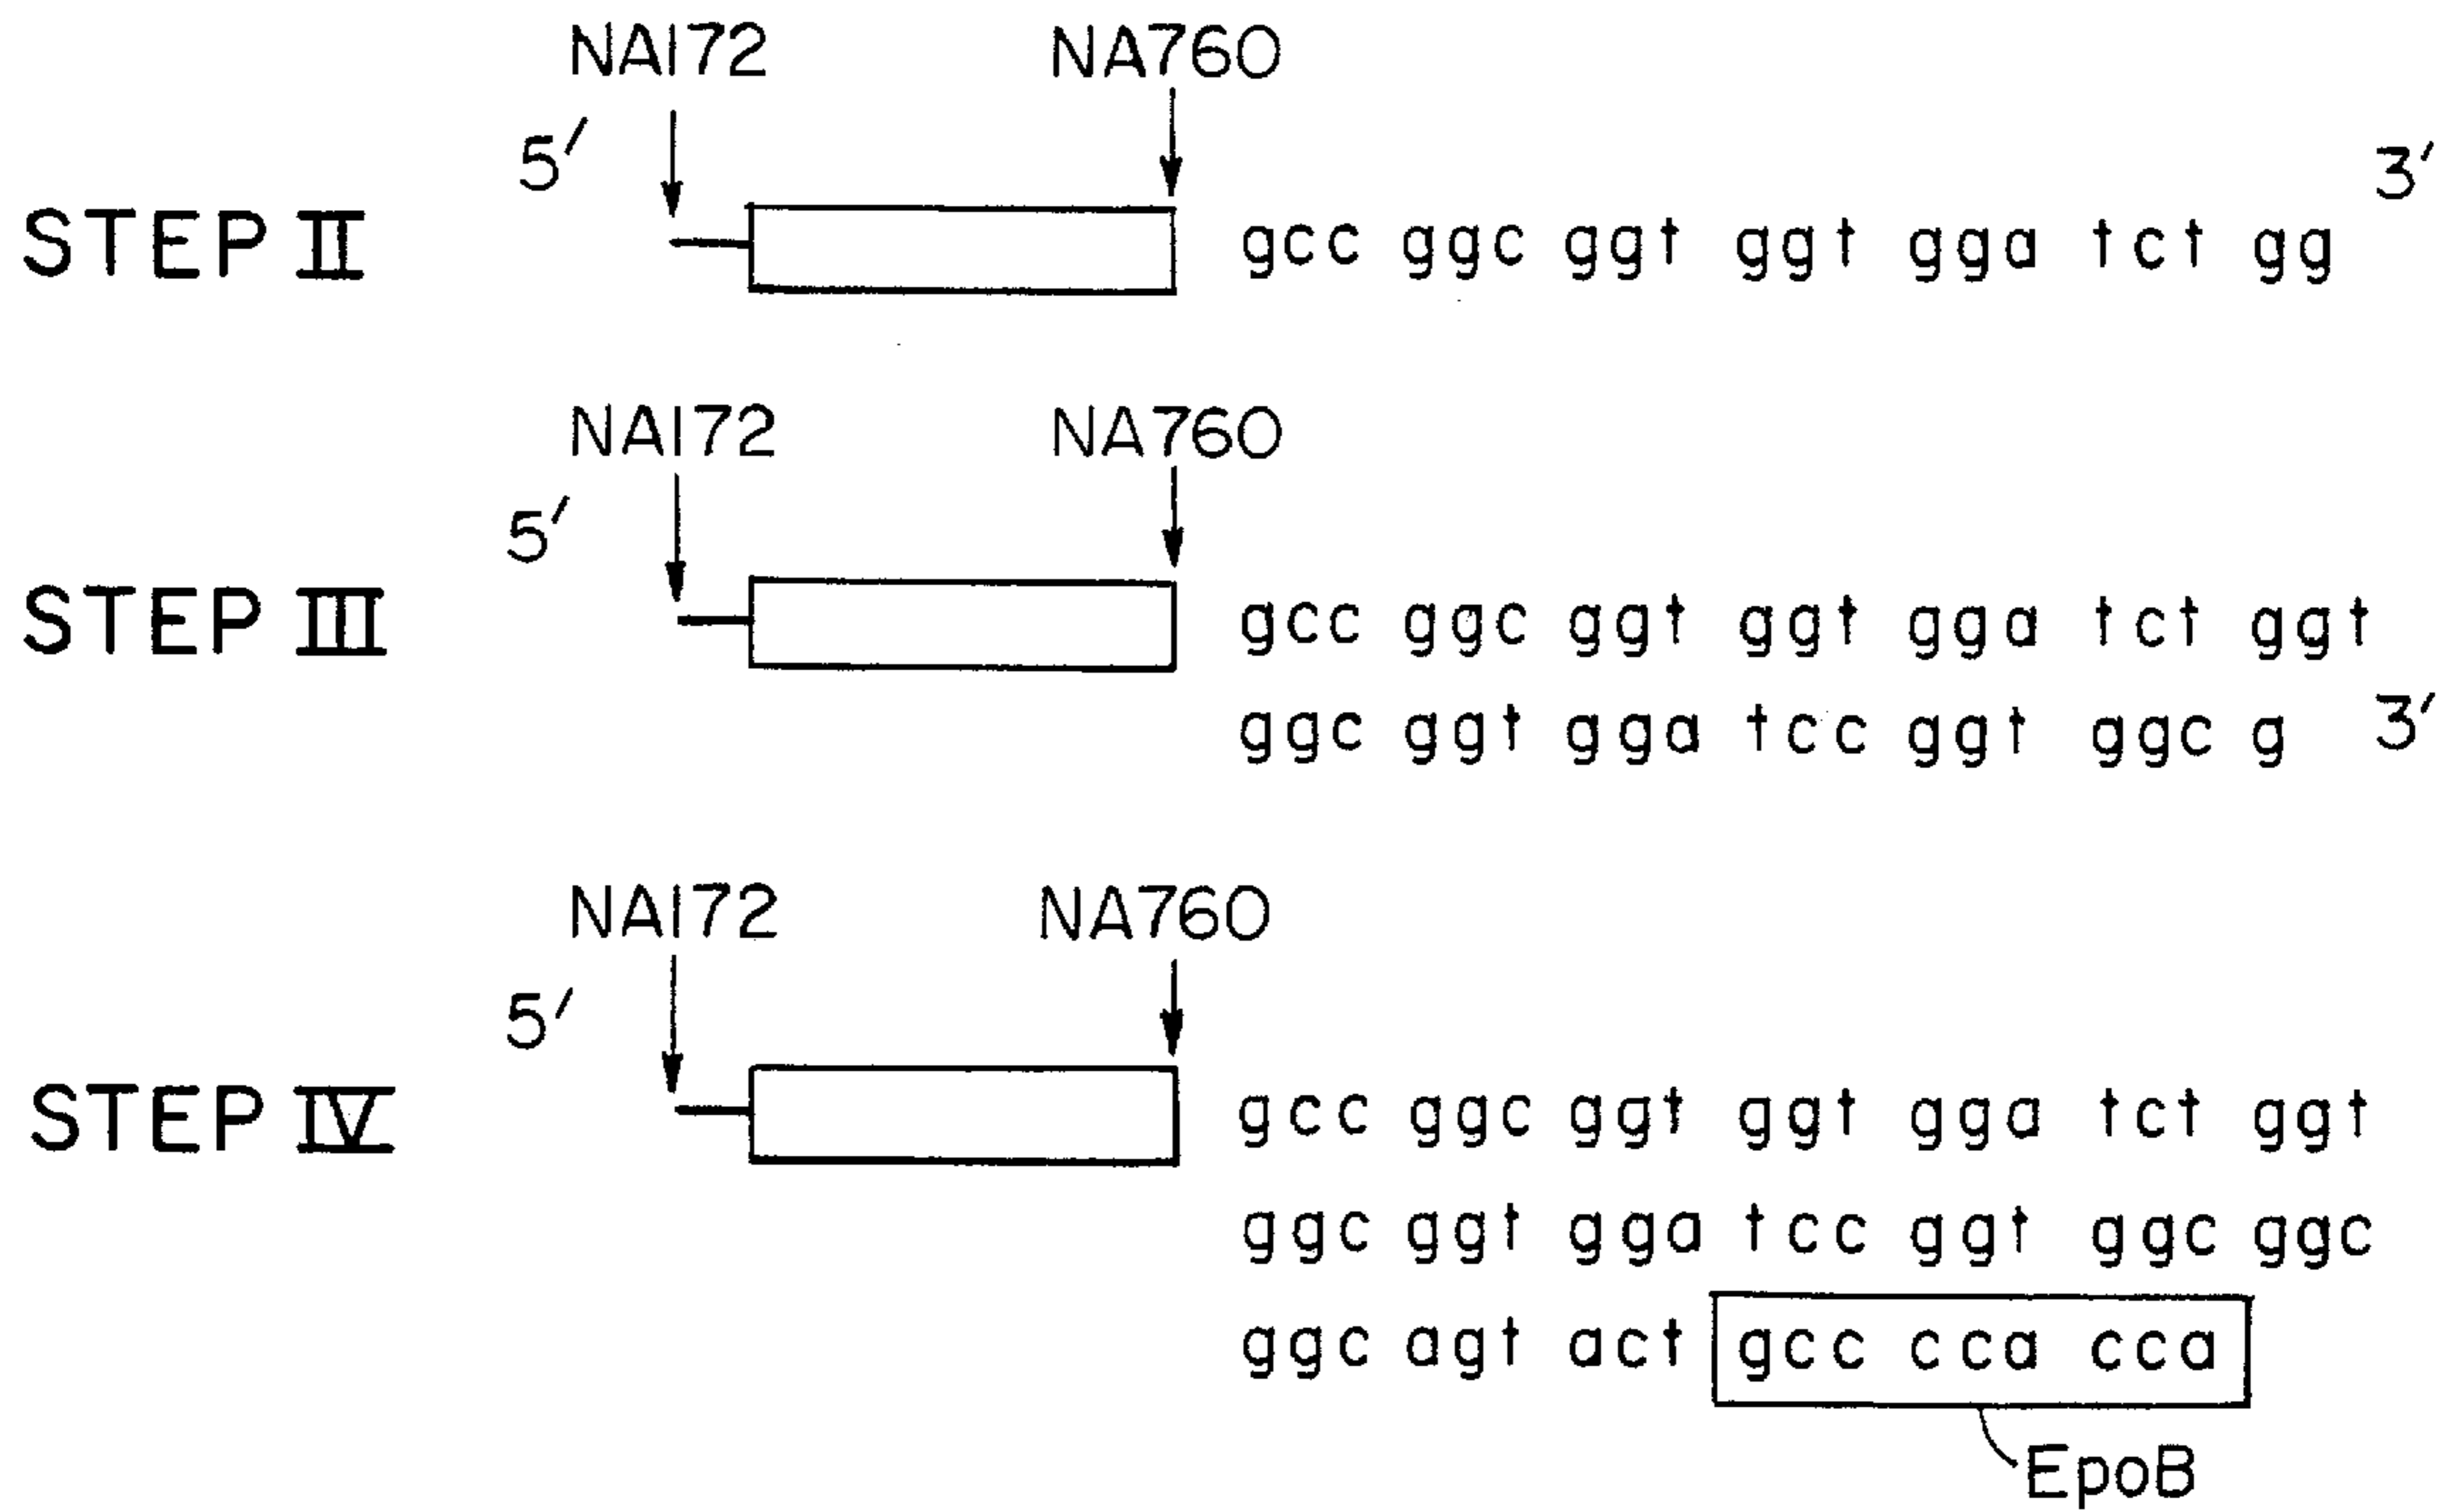 NA172 NA760
5' 3'
STEP II gcc ggc ggt ggt gga tct gg
NA172 NA760
5'
STEP III gcc ggc ggt ggt gga tct ggt
ggc ggt gga tcc ggt ggc g 3'
NA172 NA760
5'
STEP IV gcc ggc ggt ggt gga tct ggt
ggc ggt gga tcc ggt ggc ggc
ggc agt act gcc cca cca
EpoB